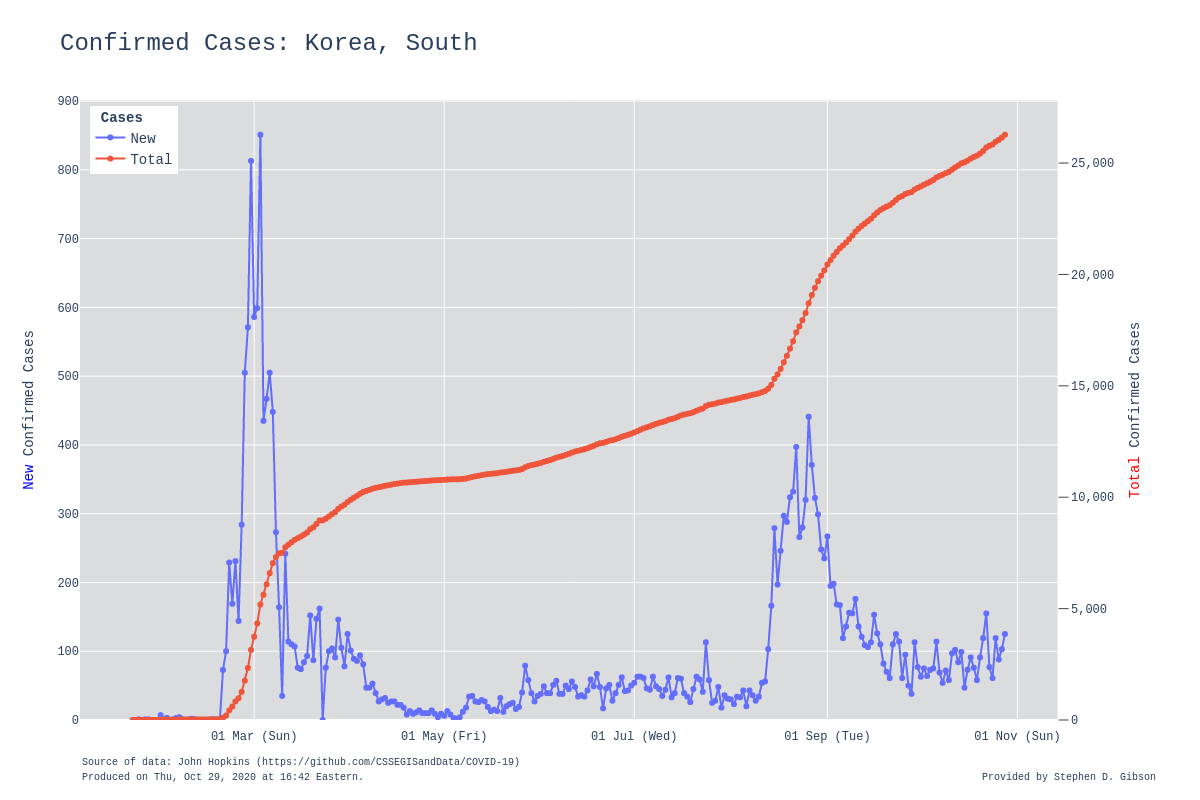 Confirmed Cases: Korea, South
Cases
New
Total
900
800
700
600
500
400
300
200
100
0
25,000
20,000
15,000
10,000
5,000
0
New Confirmed Cases
Total Confirmed Cases
01 Mar (Sun)
01 May (Fri)
01 Jul (Wed)
01 Sep (Tue)
01 Nov (Sun)
Source of data: John Hopkins (https://github.com/CSSEGISandData/COVID-19)
Produced on Thu, Oct 29, 2020 at 16:42 Eastern.
Provided by Stephen D. Gibson